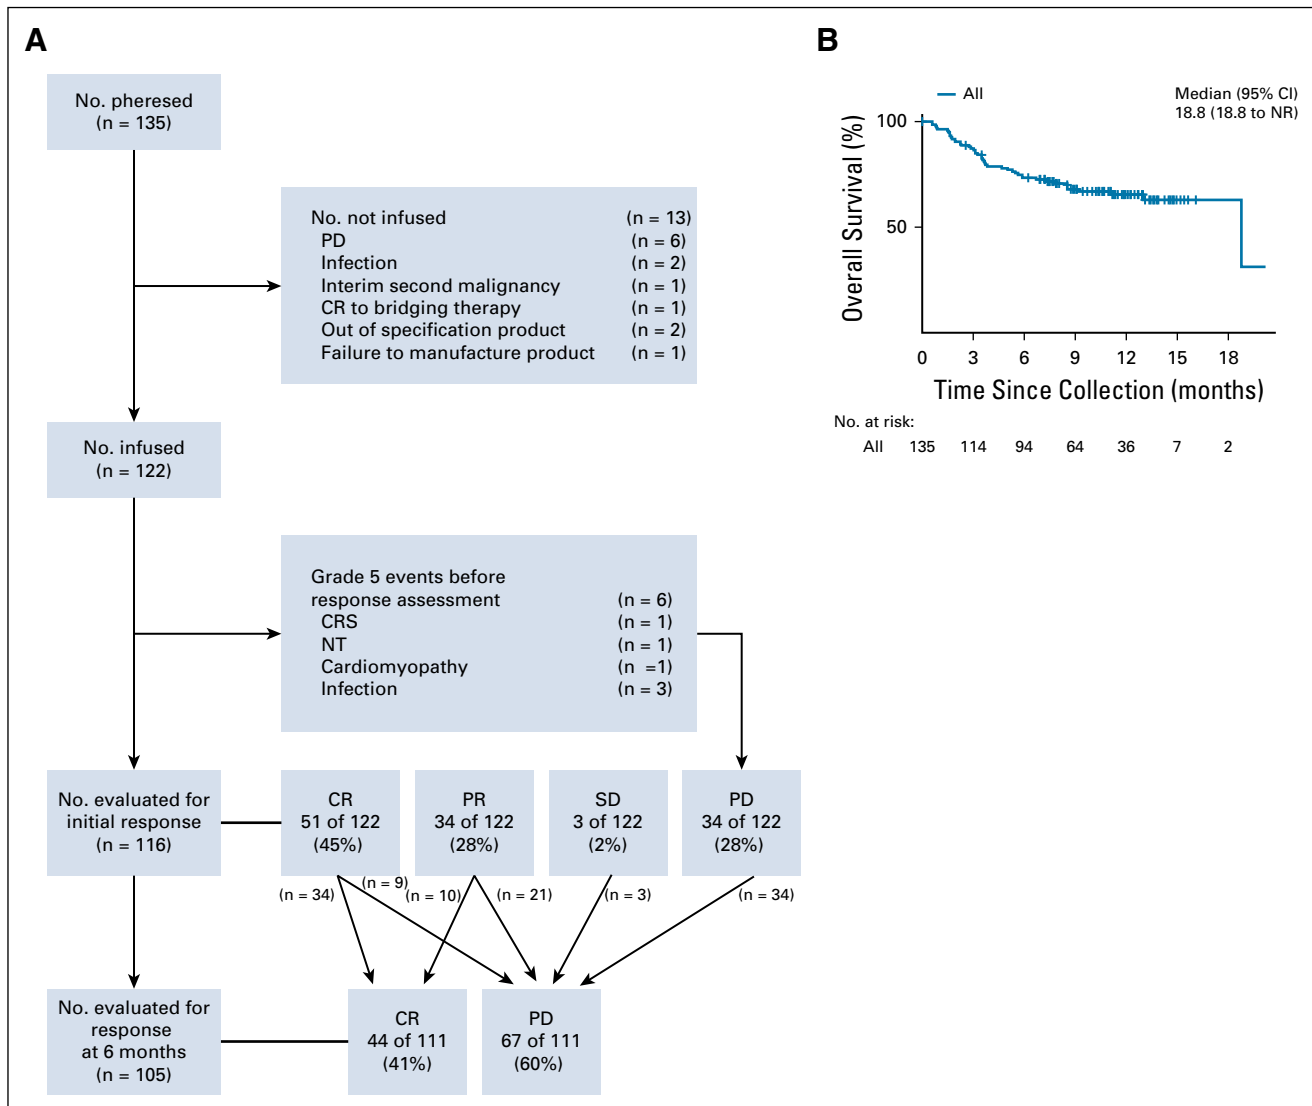 A
No. pheresed
(n = 135)
No. not infused (n = 13)
PD (n = 6)
Infection (n = 2)
Interim second malignancy (n = 1)
CR to bridging therapy (n = 1)
Out of specification product (n = 2)
Failure to manufacture product (n = 1)
No. infused
(n = 122)
Grade 5 events before
response assessment (n = 6)
CRS (n = 1)
NT (n = 1)
Cardiomyopathy (n =1)
Infection (n = 3)
No. evaluated for
initial response
(n = 116)
CR
51 of 122
(45%)
PR
34 of 122
(28%)
SD
3 of 122
(2%)
PD
34 of 122
(28%)
(n = 34)
(n = 9)
(n = 10)
(n = 21)
(n = 3)
(n = 34)
No. evaluated for
response
at 6 months
(n = 105)
CR
44 of 111
(41%)
PD
67 of 111
(60%)
B
All
Median (95% CI)
18.8 (18.8 to NR)
Overall Survival (%)
100
50
0 3 6 9 12 15 18
Time Since Collection (months)
No. at risk:
All 135 114 94 64 36 7 2